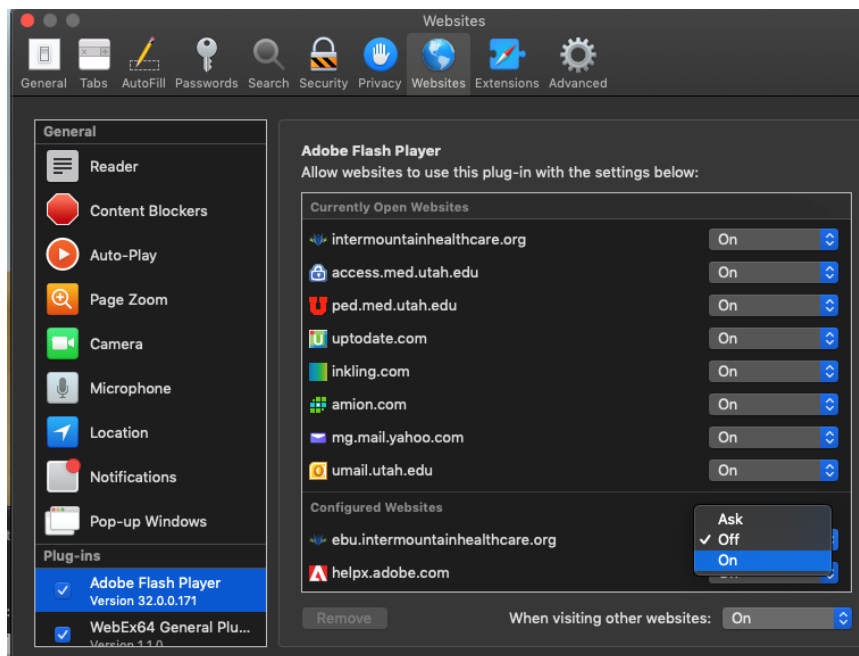 Websites
General Tabs AutoFill Passwords Search Security Privacy Websites Extensions Advanced
General
Reader
Content Blockers
Auto-Play
Page Zoom
Camera
Microphone
Location
Notifications
Pop-up Windows
Plug-ins
Adobe Flash Player
Version 32.0.0.171
WebEx64 General Plu...
Version 1.1.0
Adobe Flash Player
Allow websites to use this plug-in with the settings below:
Currently Open Websites
intermountainhealthcare.org On
access.med.utah.edu On
ped.med.utah.edu On
uptodate.com On
inkling.com On
amion.com On
mg.mail.yahoo.com On
umail.utah.edu On
Configured Websites
ebu.intermountainhealthcare.org
Ask
✓ Off
On
helpx.adobe.com
Remove When visiting other websites: On